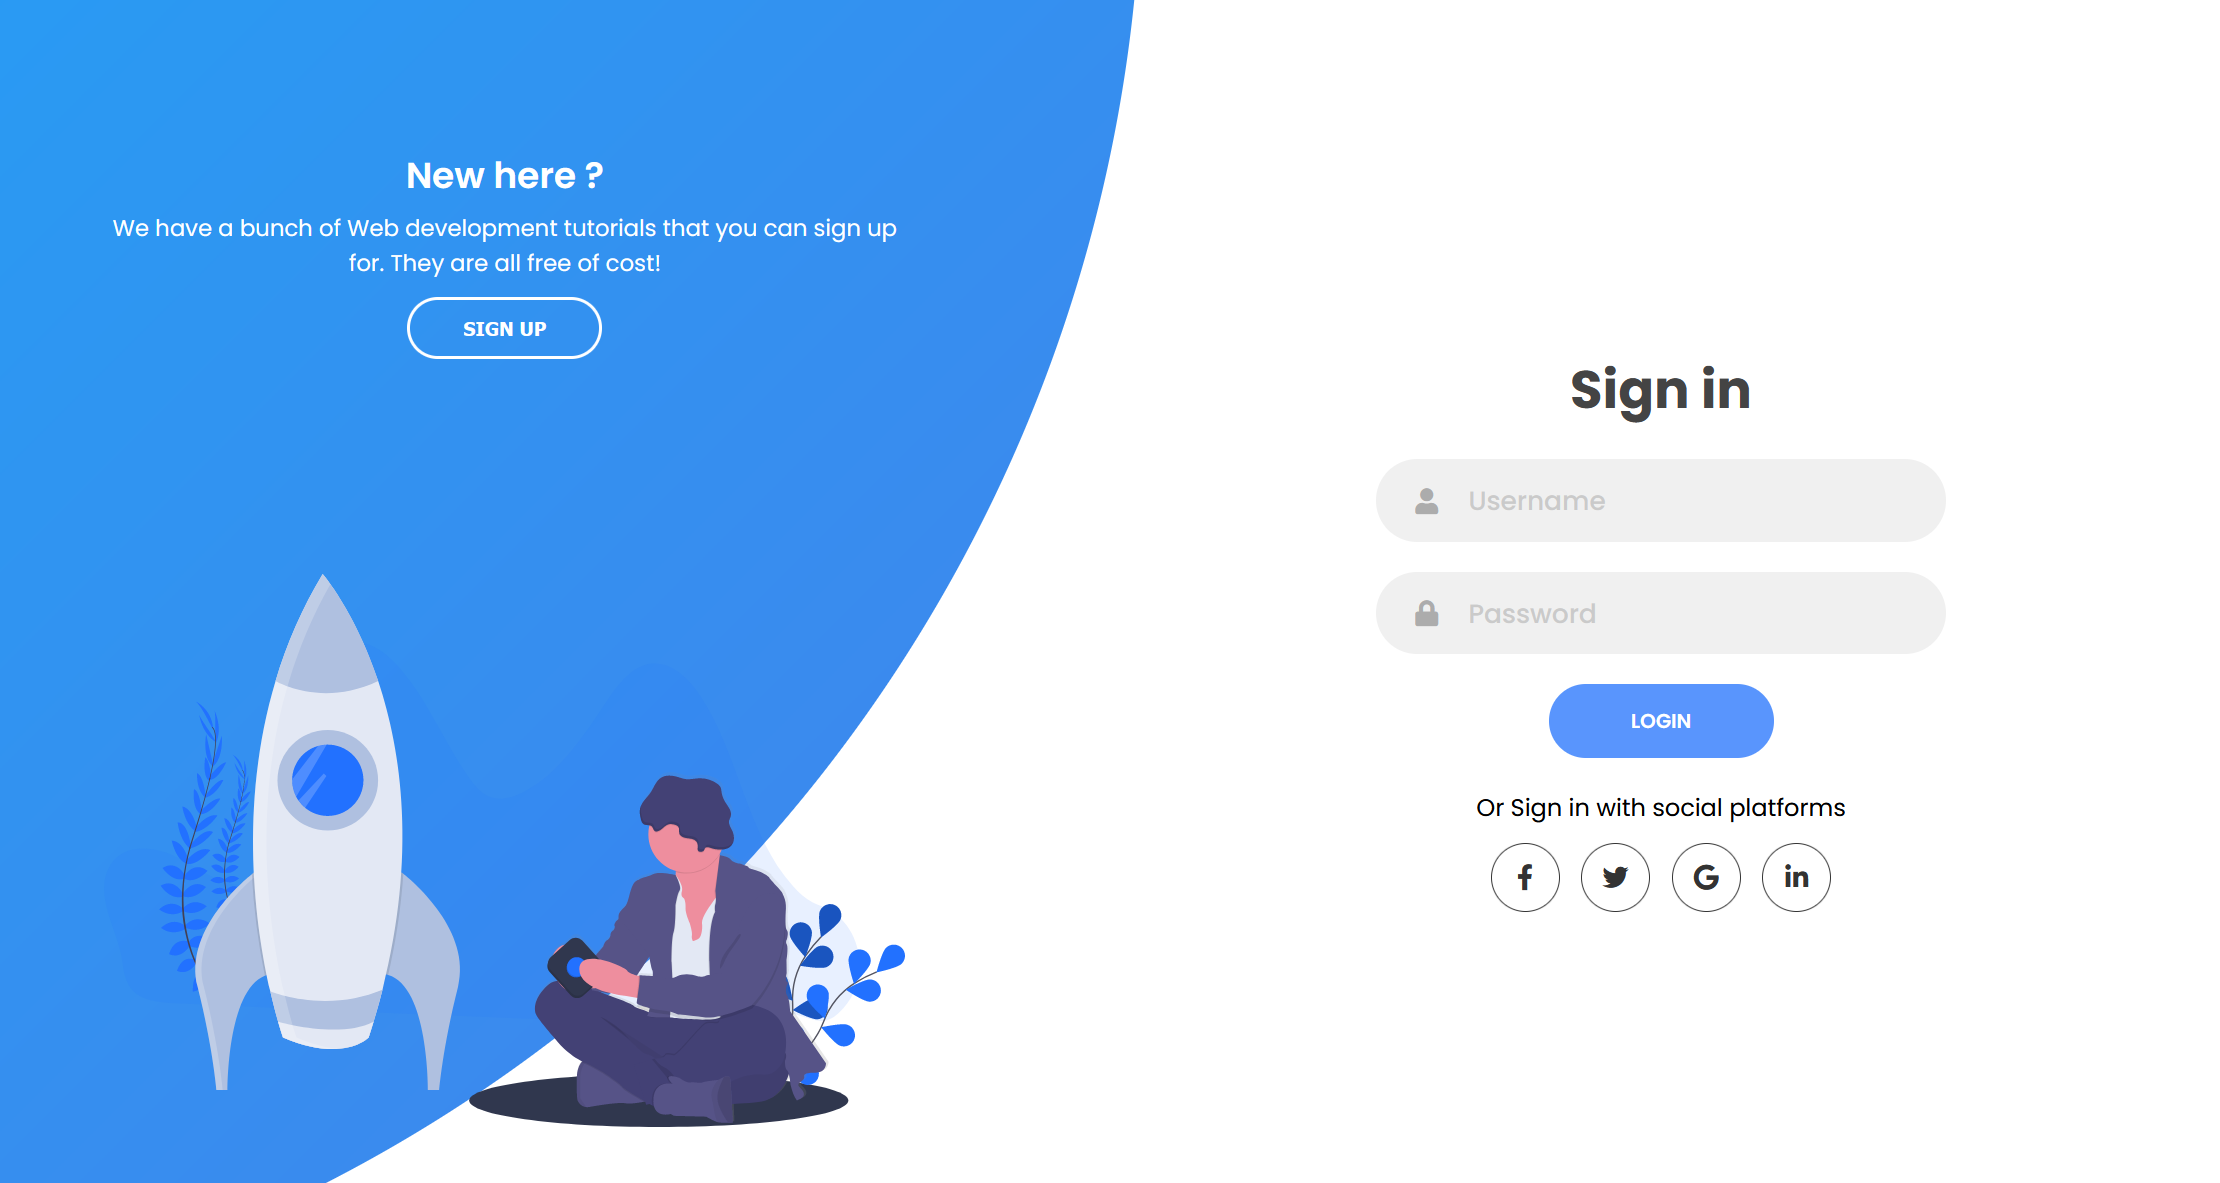 New here ?
We have a bunch of Web development tutorials that you can sign up
for. They are all free of cost!
SIGN UP
Sign in
Username
Password
LOGIN
Or Sign in with social platforms